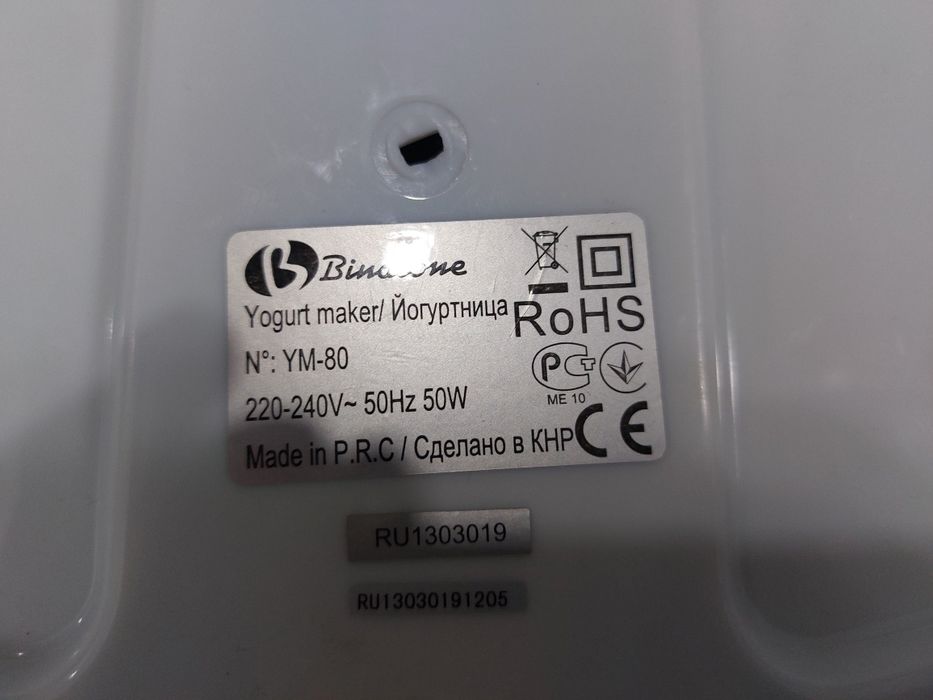 Binatone
Yogurt maker/ Йогуртница
RoHS
N°: YM-80
РСТ
ME 10
220-240V~ 50Hz 50W
Made in P.R.C / Сделано в КНР
CE
RU1303019
RU13030191205